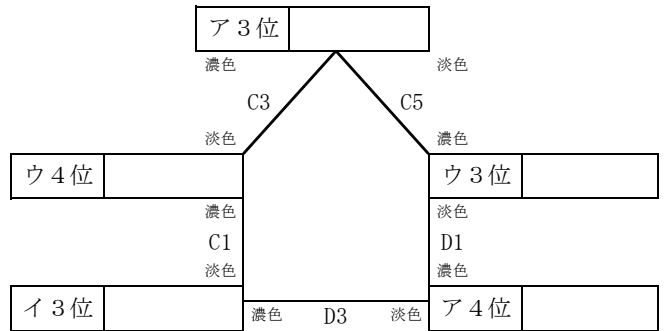 ア３位
濃色 淡色
C3 C5
淡色 濃色
ウ４位 ウ３位
濃色 淡色
C1 D1
淡色 濃色
イ３位 ア４位
濃色 D3 淡色